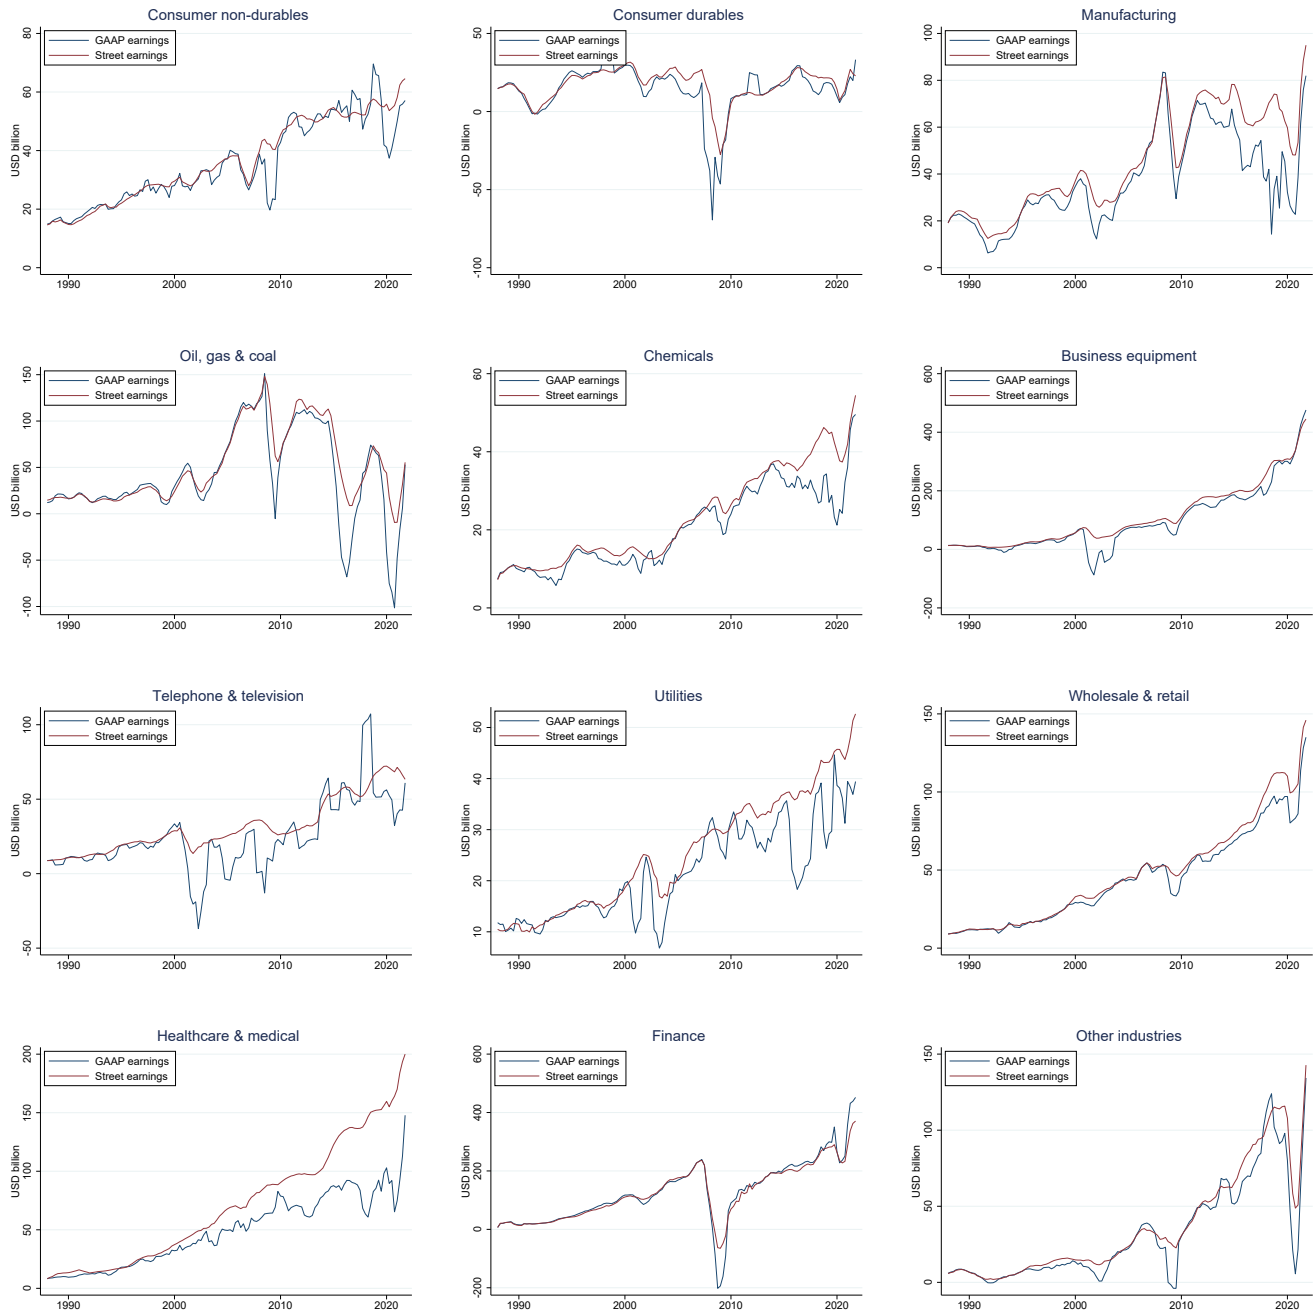 Consumer non-durables
GAAP earnings
Street earnings
USD billion
80
60
40
20
0
1990 2000 2010 2020
Consumer durables
GAAP earnings
Street earnings
USD billion
50
0
-50
-100
1990 2000 2010 2020
Manufacturing
GAAP earnings
Street earnings
USD billion
100
80
60
40
20
0
1990 2000 2010 2020
Oil, gas & coal
GAAP earnings
Street earnings
USD billion
150
100
50
0
-50
-100
1990 2000 2010 2020
Chemicals
GAAP earnings
Street earnings
USD billion
60
40
20
0
1990 2000 2010 2020
Business equipment
GAAP earnings
Street earnings
USD billion
600
400
200
0
-200
1990 2000 2010 2020
Telephone & television
GAAP earnings
Street earnings
USD billion
100
50
0
-50
1990 2000 2010 2020
Utilities
GAAP earnings
Street earnings
USD billion
50
40
30
20
10
1990 2000 2010 2020
Wholesale & retail
GAAP earnings
Street earnings
USD billion
150
100
50
0
1990 2000 2010 2020
Healthcare & medical
GAAP earnings
Street earnings
USD billion
200
150
100
50
0
1990 2000 2010 2020
Finance
GAAP earnings
Street earnings
USD billion
600
400
200
0
-200
1990 2000 2010 2020
Other industries
GAAP earnings
Street earnings
USD billion
150
100
50
0
1990 2000 2010 2020